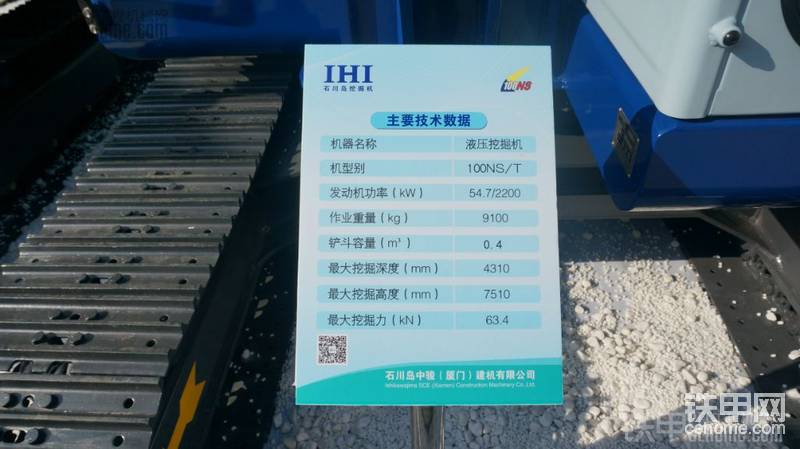 IHI
石川岛挖掘机
100NS
主要技术数据
机器名称 液压挖掘机
机型别 100NS/T
发动机功率（kW） 54.7/2200
作业重量（kg） 9100
铲斗容量（m³） 0.4
最大挖掘深度（mm） 4310
最大挖掘高度（mm） 7510
最大挖掘力（kN） 63.4
石川岛中骏（厦门）建机有限公司
Ishikawajima SCE (Xiamen) Construction Machinery Co.,Ltd.
铁甲网
cehome.com